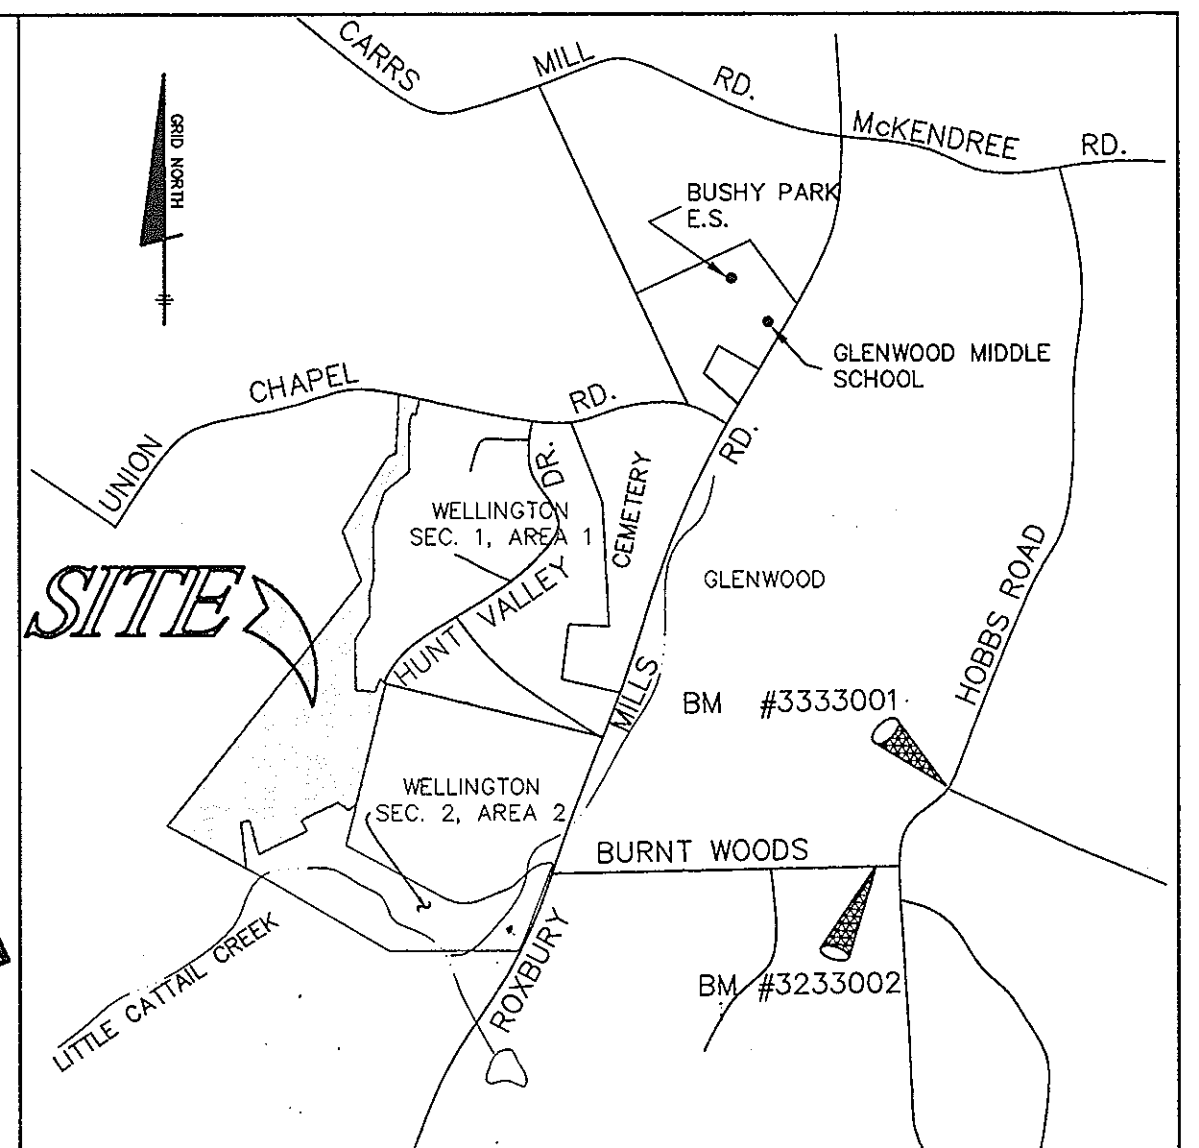 CARRS MILL RD.
McKENDREE RD.
GRID NORTH
BUSHY PARK
E.S.
GLENWOOD MIDDLE
SCHOOL
UNION CHAPEL RD.
RD.
DR.
CEMETERY
WELLINGTON
SEC. 1, AREA 1
GLENWOOD
HOBBS ROAD
SITE
HUNT VALLEY
MILLS
BM #3333001
WELLINGTON
SEC. 2, AREA 2
BURNT WOODS
ROXBURY
LITTLE CATTAIL CREEK
BM #3233002